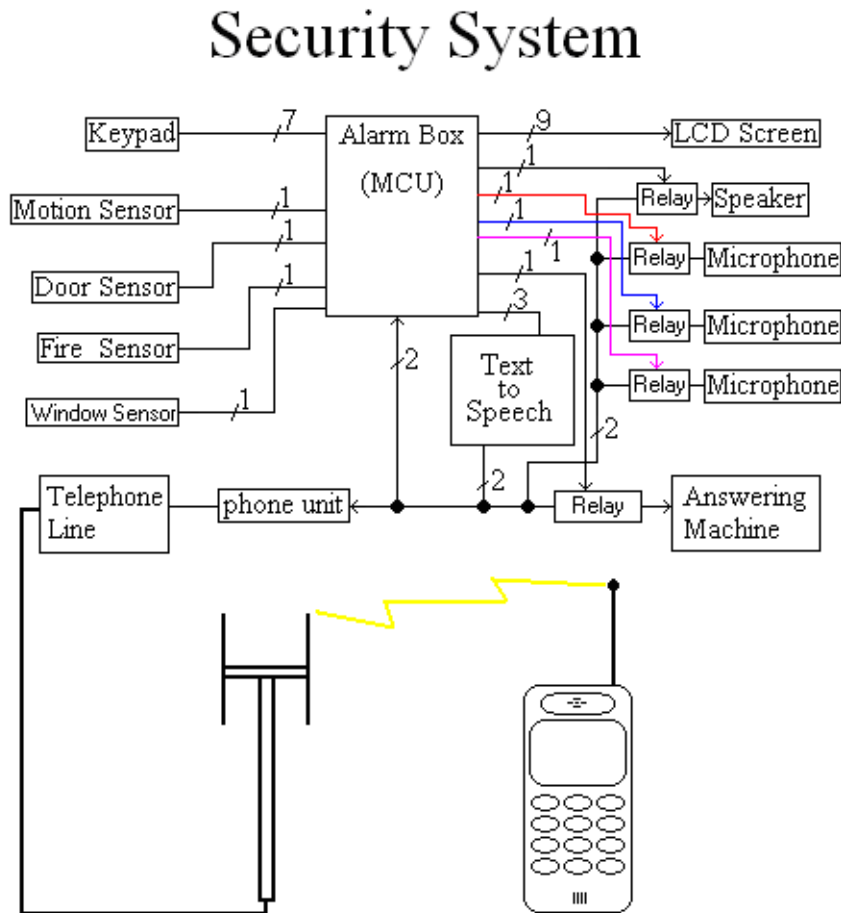 Security System
Keypad
7
Alarm Box
(MCU)
9
LCD Screen
1
Relay
Speaker
Motion Sensor
1
1
1
1
Relay
Microphone
Door Sensor
1
1
Relay
Microphone
Fire Sensor
1
3
2
Text
to
Speech
Relay
Microphone
Window Sensor
1
2
2
Telephone
Line
phone unit
Relay
Answering
Machine